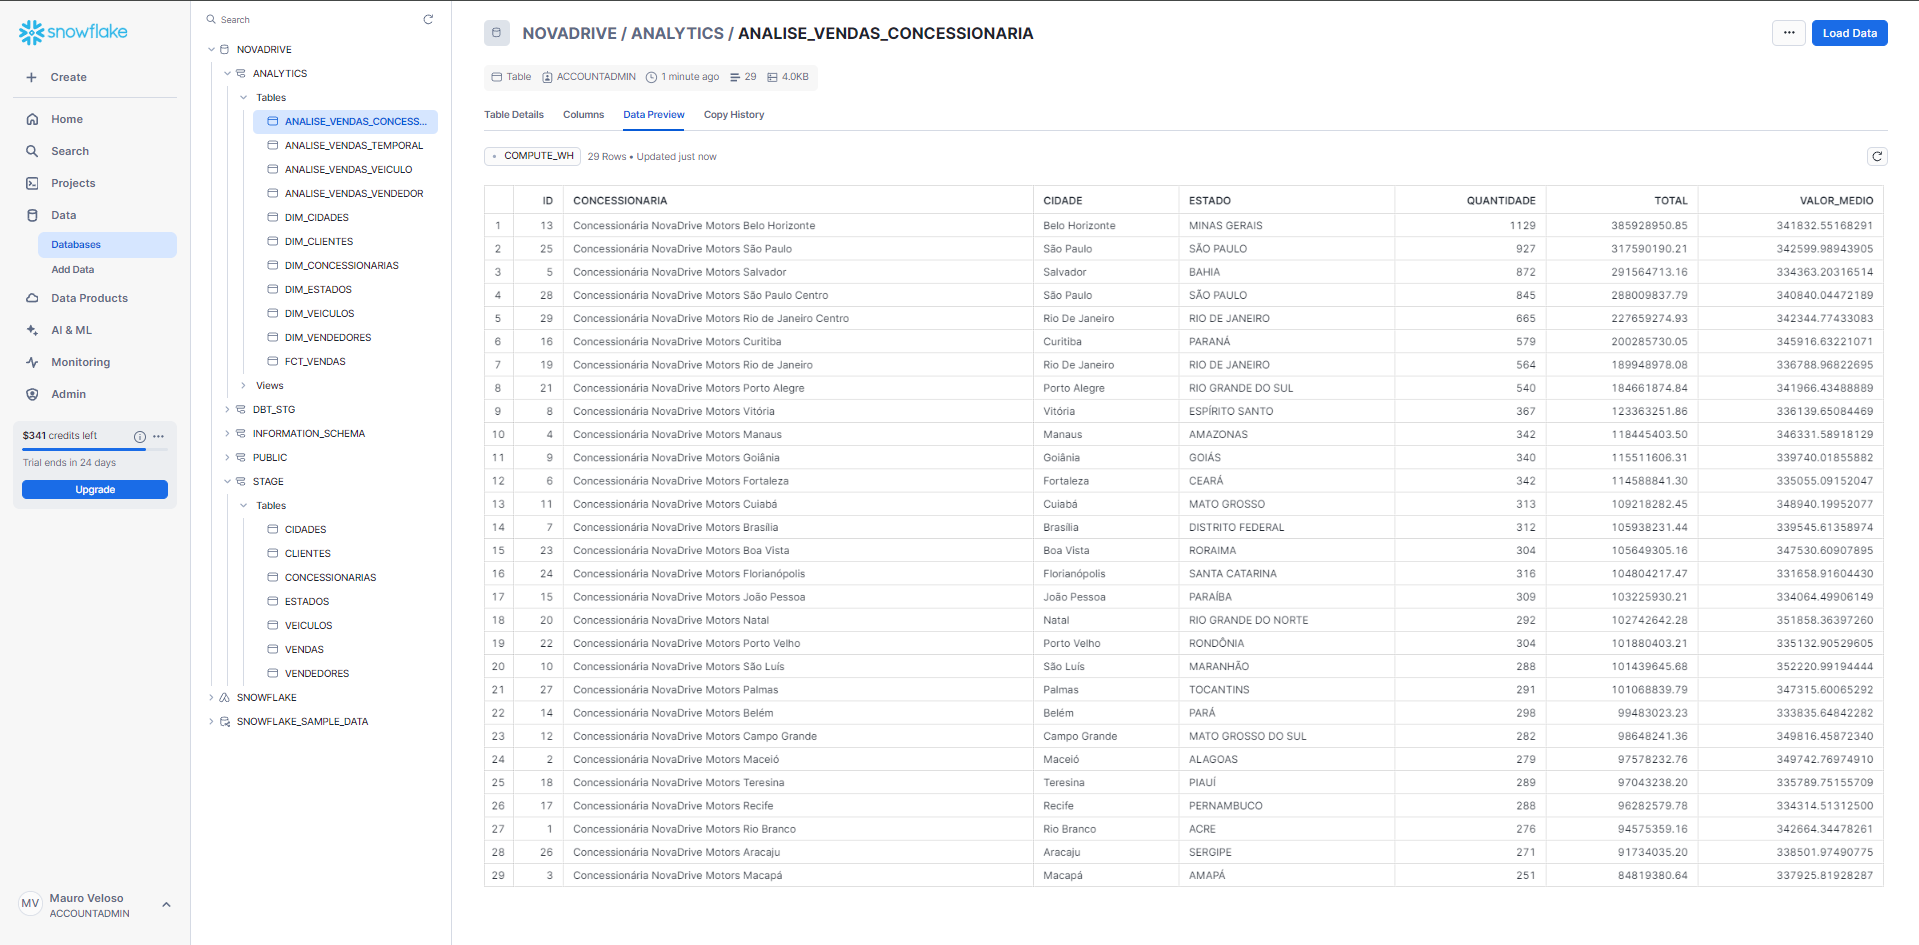 snowflake
Create
Home
Search
Projects
Data
Databases
Add Data
Data Products
AI & ML
Monitoring
Admin
$341 credits left
Trial ends in 24 days
Upgrade
MV
Mauro Veloso
ACCOUNTADMIN
Search
NOVADRIVE
ANALYTICS
Tables
ANALISE_VENDAS_CONCESS...
ANALISE_VENDAS_TEMPORAL
ANALISE_VENDAS_VEICULO
ANALISE_VENDAS_VENDEDOR
DIM_CIDADES
DIM_CLIENTES
DIM_CONCESSIONARIAS
DIM_ESTADOS
DIM_VEICULOS
DIM_VENDEDORES
FCT_VENDAS
Views
DBT_STG
INFORMATION_SCHEMA
PUBLIC
STAGE
Tables
CIDADES
CLIENTES
CONCESSIONARIAS
ESTADOS
VEICULOS
VENDAS
VENDEDORES
SNOWFLAKE
SNOWFLAKE_SAMPLE_DATA
NOVADRIVE / ANALYTICS / ANALISE_VENDAS_CONCESSIONARIA
... Load Data
Table ACCOUNTADMIN 1 minute ago 29 4.0KB
Table Details Columns Data Preview Copy History
COMPUTE_WH 29 Rows • Updated just now
ID CONCESSIONARIA CIDADE ESTADO QUANTIDADE TOTAL VALOR_MEDIO
1 13 Concessionária NovaDrive Motors Belo Horizonte Belo Horizonte MINAS GERAIS 1129 385928950.85 341832.55168291
2 25 Concessionária NovaDrive Motors São Paulo São Paulo SÃO PAULO 927 317590190.21 342599.98943905
3 5 Concessionária NovaDrive Motors Salvador Salvador BAHIA 872 291564713.16 334363.20316514
4 28 Concessionária NovaDrive Motors São Paulo Centro São Paulo SÃO PAULO 845 288009837.79 340840.04472189
5 29 Concessionária NovaDrive Motors Rio de Janeiro Centro Rio De Janeiro RIO DE JANEIRO 665 227659274.93 342344.77433083
6 16 Concessionária NovaDrive Motors Curitiba Curitiba PARANÁ 579 200285730.05 345916.63221071
7 19 Concessionária NovaDrive Motors Rio de Janeiro Rio De Janeiro RIO DE JANEIRO 564 189948978.08 336788.96822695
8 21 Concessionária NovaDrive Motors Porto Alegre Porto Alegre RIO GRANDE DO SUL 540 184661874.84 341966.43488889
9 8 Concessionária NovaDrive Motors Vitória Vitória ESPÍRITO SANTO 367 123363251.86 336139.65084469
10 4 Concessionária NovaDrive Motors Manaus Manaus AMAZONAS 342 118445403.50 346331.58918129
11 9 Concessionária NovaDrive Motors Goiânia Goiânia GOIÁS 340 115511606.31 339740.01855882
12 6 Concessionária NovaDrive Motors Fortaleza Fortaleza CEARÁ 342 114588841.30 335055.09152047
13 11 Concessionária NovaDrive Motors Cuiabá Cuiabá MATO GROSSO 313 109218282.45 348940.19952077
14 7 Concessionária NovaDrive Motors Brasília Brasília DISTRITO FEDERAL 312 105938231.44 339545.61358974
15 23 Concessionária NovaDrive Motors Boa Vista Boa Vista RORAIMA 304 105649305.16 347530.60907895
16 24 Concessionária NovaDrive Motors Florianópolis Florianópolis SANTA CATARINA 316 104804217.47 331658.91604430
17 15 Concessionária NovaDrive Motors João Pessoa João Pessoa PARAÍBA 309 103225930.21 334064.49906149
18 20 Concessionária NovaDrive Motors Natal Natal RIO GRANDE DO NORTE 292 102742642.28 351858.36397260
19 22 Concessionária NovaDrive Motors Porto Velho Porto Velho RONDÔNIA 304 101880403.21 335132.90529605
20 10 Concessionária NovaDrive Motors São Luís São Luís MARANHÃO 288 101439645.68 352220.99194444
21 27 Concessionária NovaDrive Motors Palmas Palmas TOCANTINS 291 101068839.79 347315.60065292
22 14 Concessionária NovaDrive Motors Belém Belém PARÁ 298 99483023.23 333835.64842282
23 12 Concessionária NovaDrive Motors Campo Grande Campo Grande MATO GROSSO DO SUL 282 98648241.36 349816.45872340
24 2 Concessionária NovaDrive Motors Maceió Maceió ALAGOAS 279 97578232.76 349742.76974910
25 18 Concessionária NovaDrive Motors Teresina Teresina PIAUÍ 289 97043238.20 335789.75155709
26 17 Concessionária NovaDrive Motors Recife Recife PERNAMBUCO 288 96282579.78 334314.51312500
27 1 Concessionária NovaDrive Motors Rio Branco Rio Branco ACRE 276 94575359.16 342664.34478261
28 26 Concessionária NovaDrive Motors Aracaju Aracaju SERGIPE 271 91734035.20 338501.97490775
29 3 Concessionária NovaDrive Motors Macapá Macapá AMAPÁ 251 84819380.64 337925.81928287